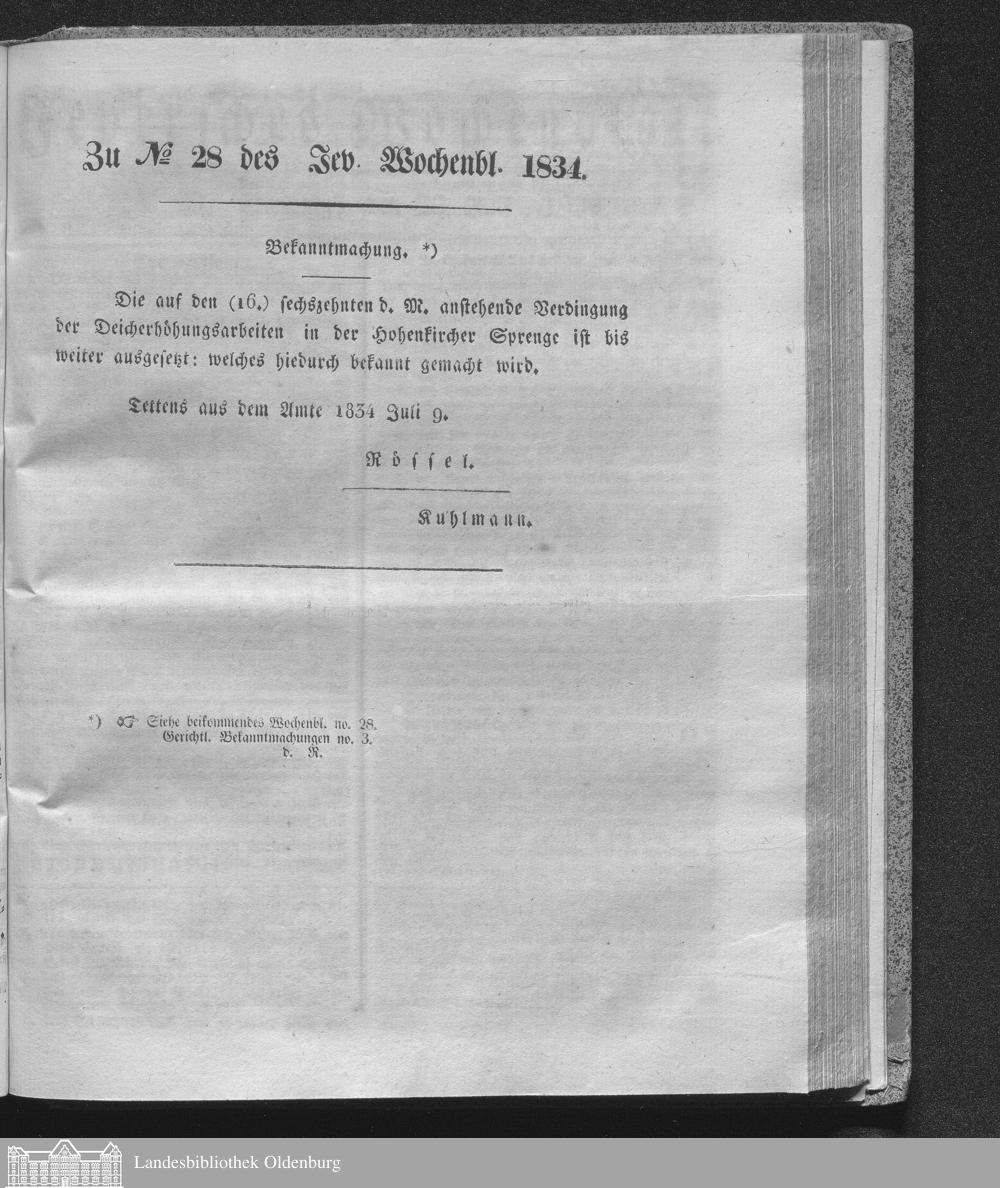 Zu № 28 des Jev. Wochenbl. 1834.
Bekanntmachung. *)
Die auf den (16.) sechszehnten d. M. anstehende Verdingung
der Deicherhöhungsarbeiten in der Hohenkircher Sprenge ist bis
weiter ausgesetzt: welches hiedurch bekannt gemacht wird.
Tettens aus dem Amte 1834 Juli 9.
Rössel.
Kuhlmann.
*) ☞ Siehe beikommendes Wochenbl. no. 28.
Gerichtl. Bekanntmachungen no. 3.
d. R.
Landesbibliothek Oldenburg